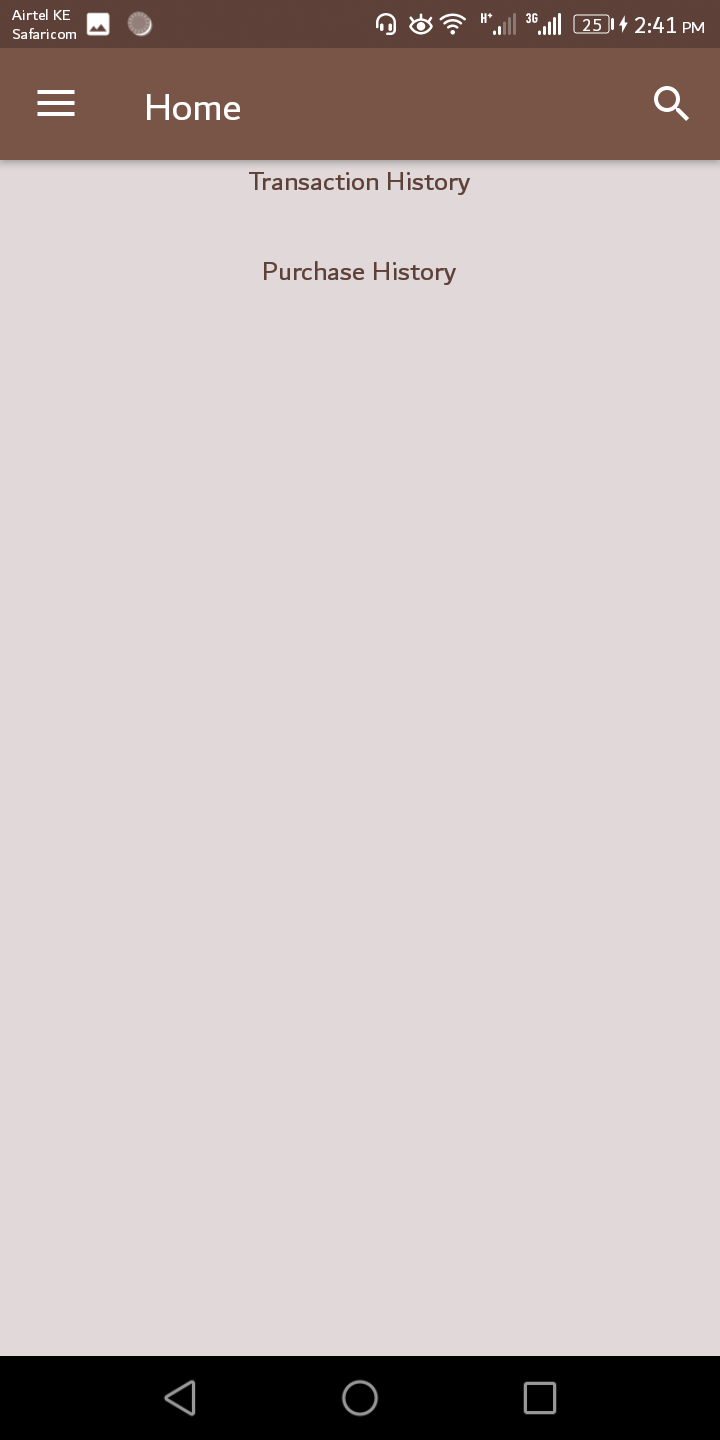 Airtel KE
Safaricom
H+
3G
25
2:41 PM
Home
Transaction History
Purchase History